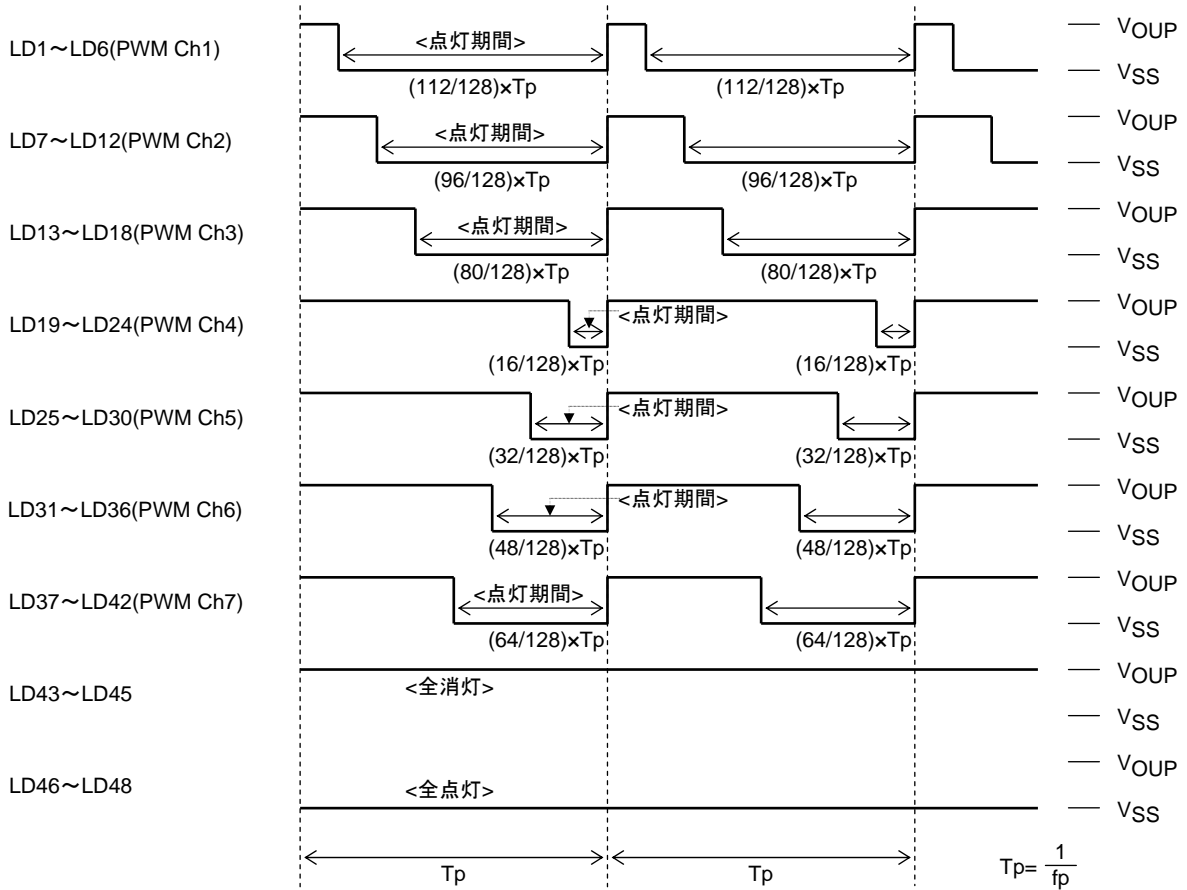 LD1～LD6(PWM Ch1)
<点灯期間>
(112/128)×Tp
(112/128)×Tp
VOUP
VSS
LD7～LD12(PWM Ch2)
<点灯期間>
(96/128)×Tp
(96/128)×Tp
VOUP
VSS
LD13～LD18(PWM Ch3)
<点灯期間>
(80/128)×Tp
(80/128)×Tp
VOUP
VSS
LD19～LD24(PWM Ch4)
<点灯期間>
(16/128)×Tp
(16/128)×Tp
VOUP
VSS
LD25～LD30(PWM Ch5)
<点灯期間>
(32/128)×Tp
(32/128)×Tp
VOUP
VSS
LD31～LD36(PWM Ch6)
<点灯期間>
(48/128)×Tp
(48/128)×Tp
VOUP
VSS
LD37～LD42(PWM Ch7)
<点灯期間>
(64/128)×Tp
(64/128)×Tp
VOUP
VSS
LD43～LD45
<全消灯>
VOUP
VSS
LD46～LD48
<全点灯>
VOUP
VSS
Tp
Tp
Tp= 1/fp